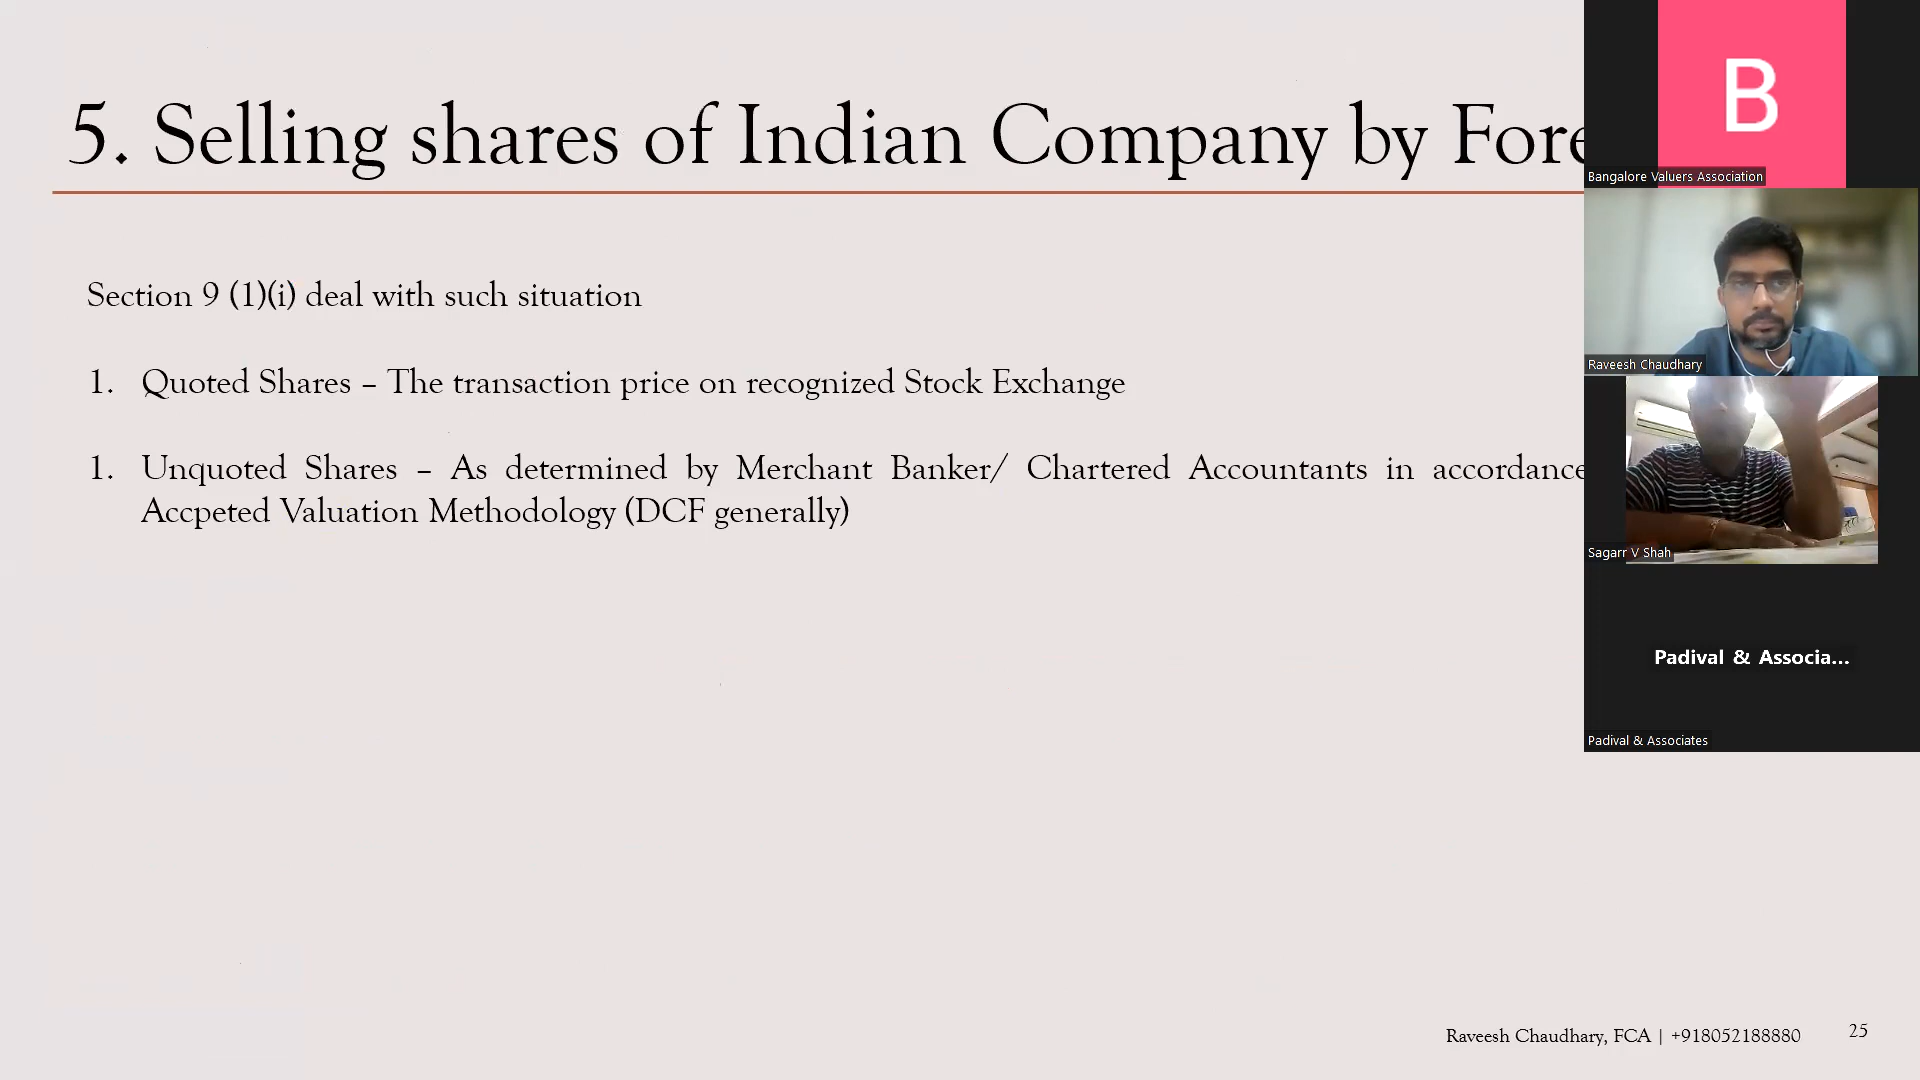 5. Selling shares of Indian Company by Fore
Section 9 (1)(i) deal with such situation
1. Quoted Shares – The transaction price on recognized Stock Exchange
1. Unquoted Shares – As determined by Merchant Banker/ Chartered Accountants in accordance
Accpeted Valuation Methodology (DCF generally)
Raveesh Chaudhary, FCA | +918052188880
25
B
Bangalore Valuers Association
Raveesh Chaudhary
Sagarr V Shah
Padival & Associa...
Padival & Associates